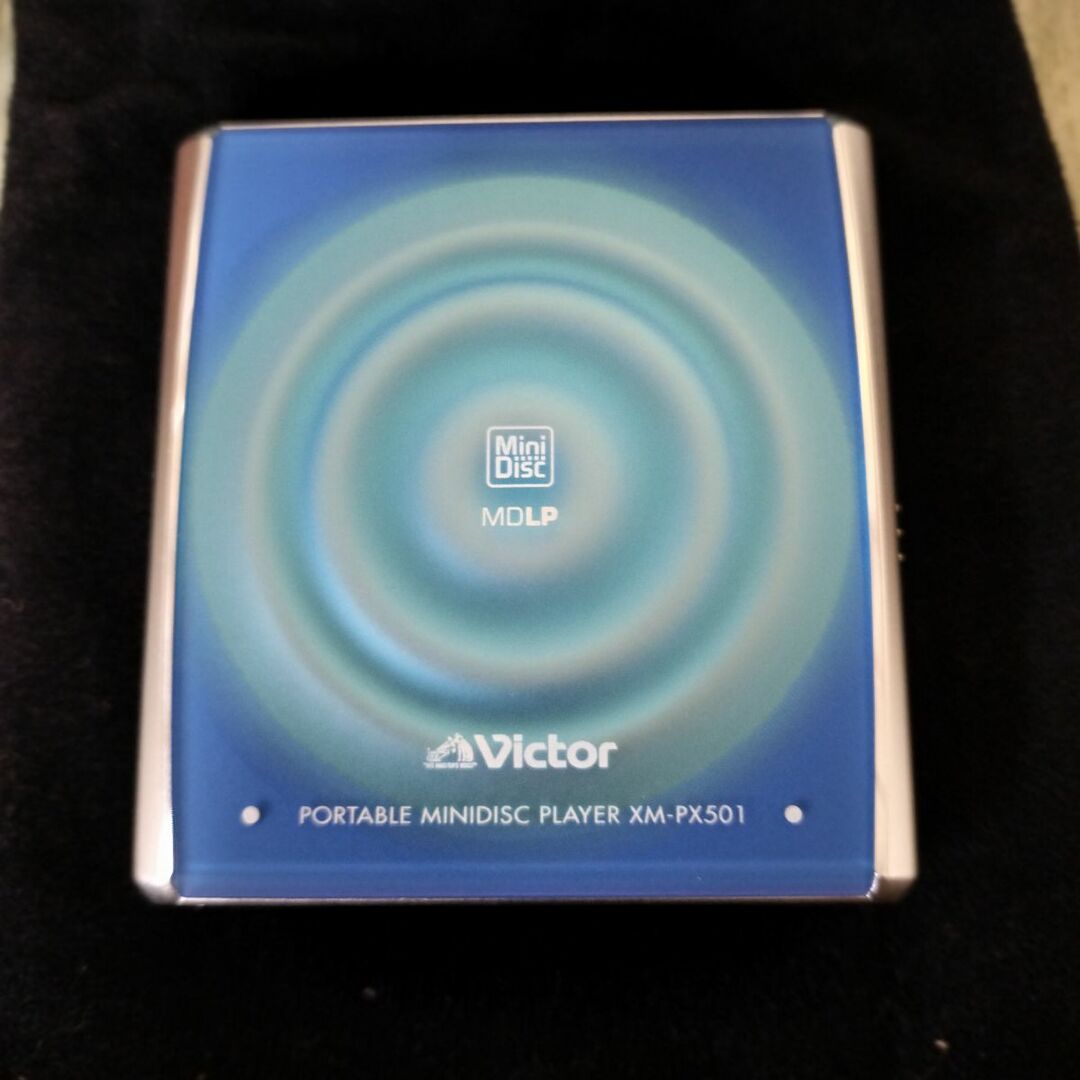 Mini
Disc
MDLP
Victor
PORTABLE MINIDISC PLAYER XM-PX501